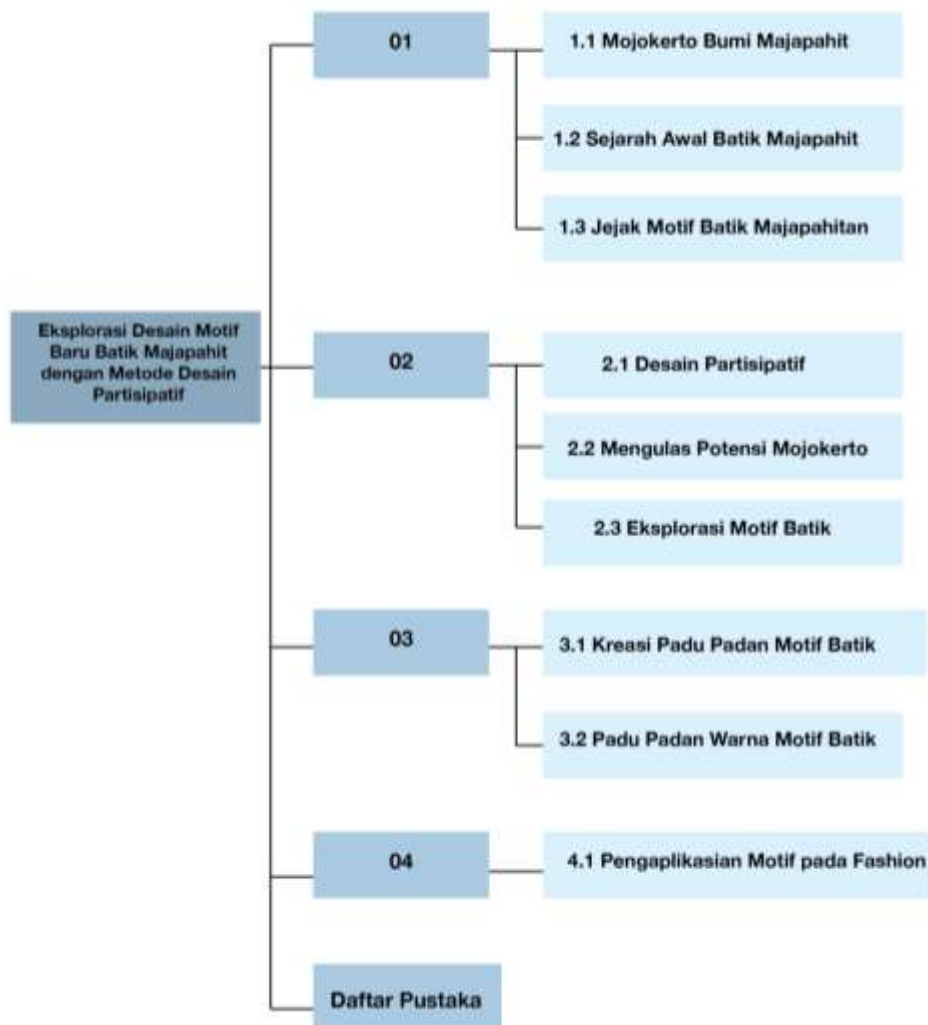 Eksplorasi Desain Motif
Baru Batik Majapahit
dengan Metode Desain
Partisipatif
01
1.1 Mojokerto Bumi Majapahit
1.2 Sejarah Awal Batik Majapahit
1.3 Jejak Motif Batik Majapahitan
02
2.1 Desain Partisipatif
2.2 Mengulas Potensi Mojokerto
2.3 Eksplorasi Motif Batik
03
3.1 Kreasi Padu Padan Motif Batik
3.2 Padu Padan Warna Motif Batik
04
4.1 Pengaplikasian Motif pada Fashion
Daftar Pustaka